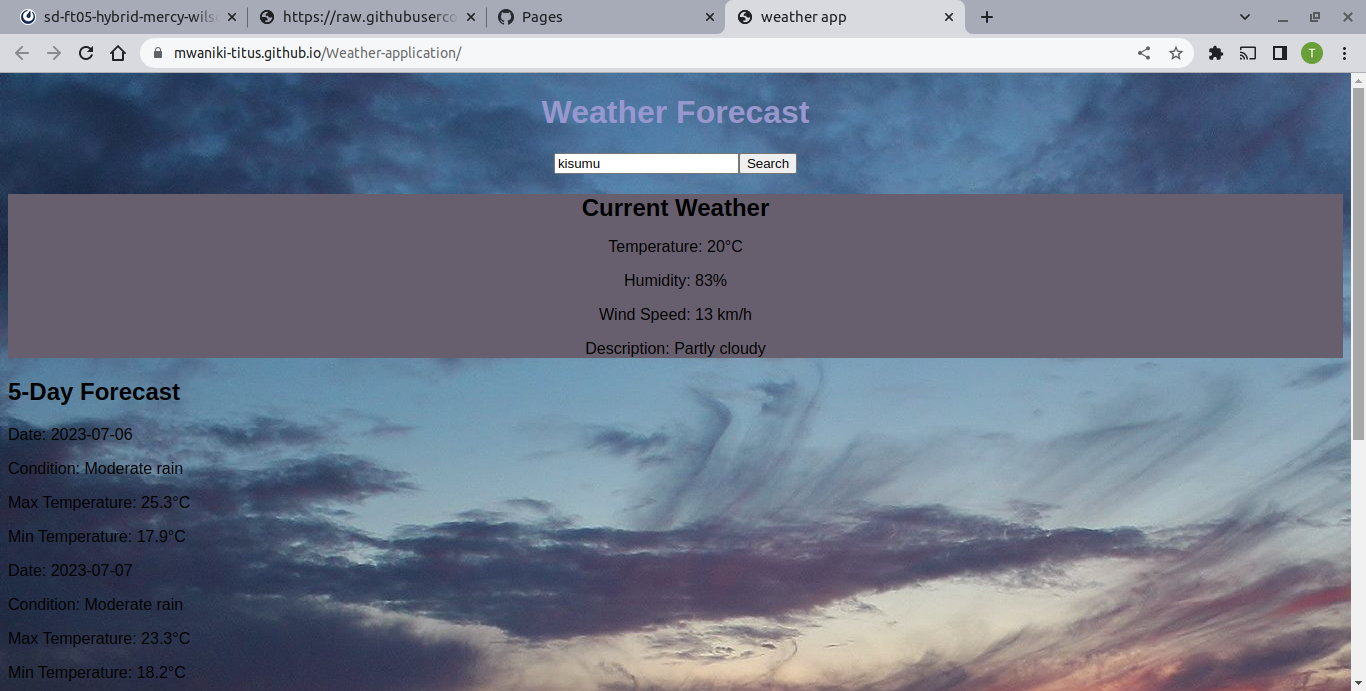 sd-ft05-hybrid-mercy-wils
https://raw.githubuserco
Pages
weather app
mwaniki-titus.github.io/Weather-application/
T
Weather Forecast
kisumu Search
Current Weather
Temperature: 20°C
Humidity: 83%
Wind Speed: 13 km/h
Description: Partly cloudy
5-Day Forecast
Date: 2023-07-06
Condition: Moderate rain
Max Temperature: 25.3°C
Min Temperature: 17.9°C
Date: 2023-07-07
Condition: Moderate rain
Max Temperature: 23.3°C
Min Temperature: 18.2°C